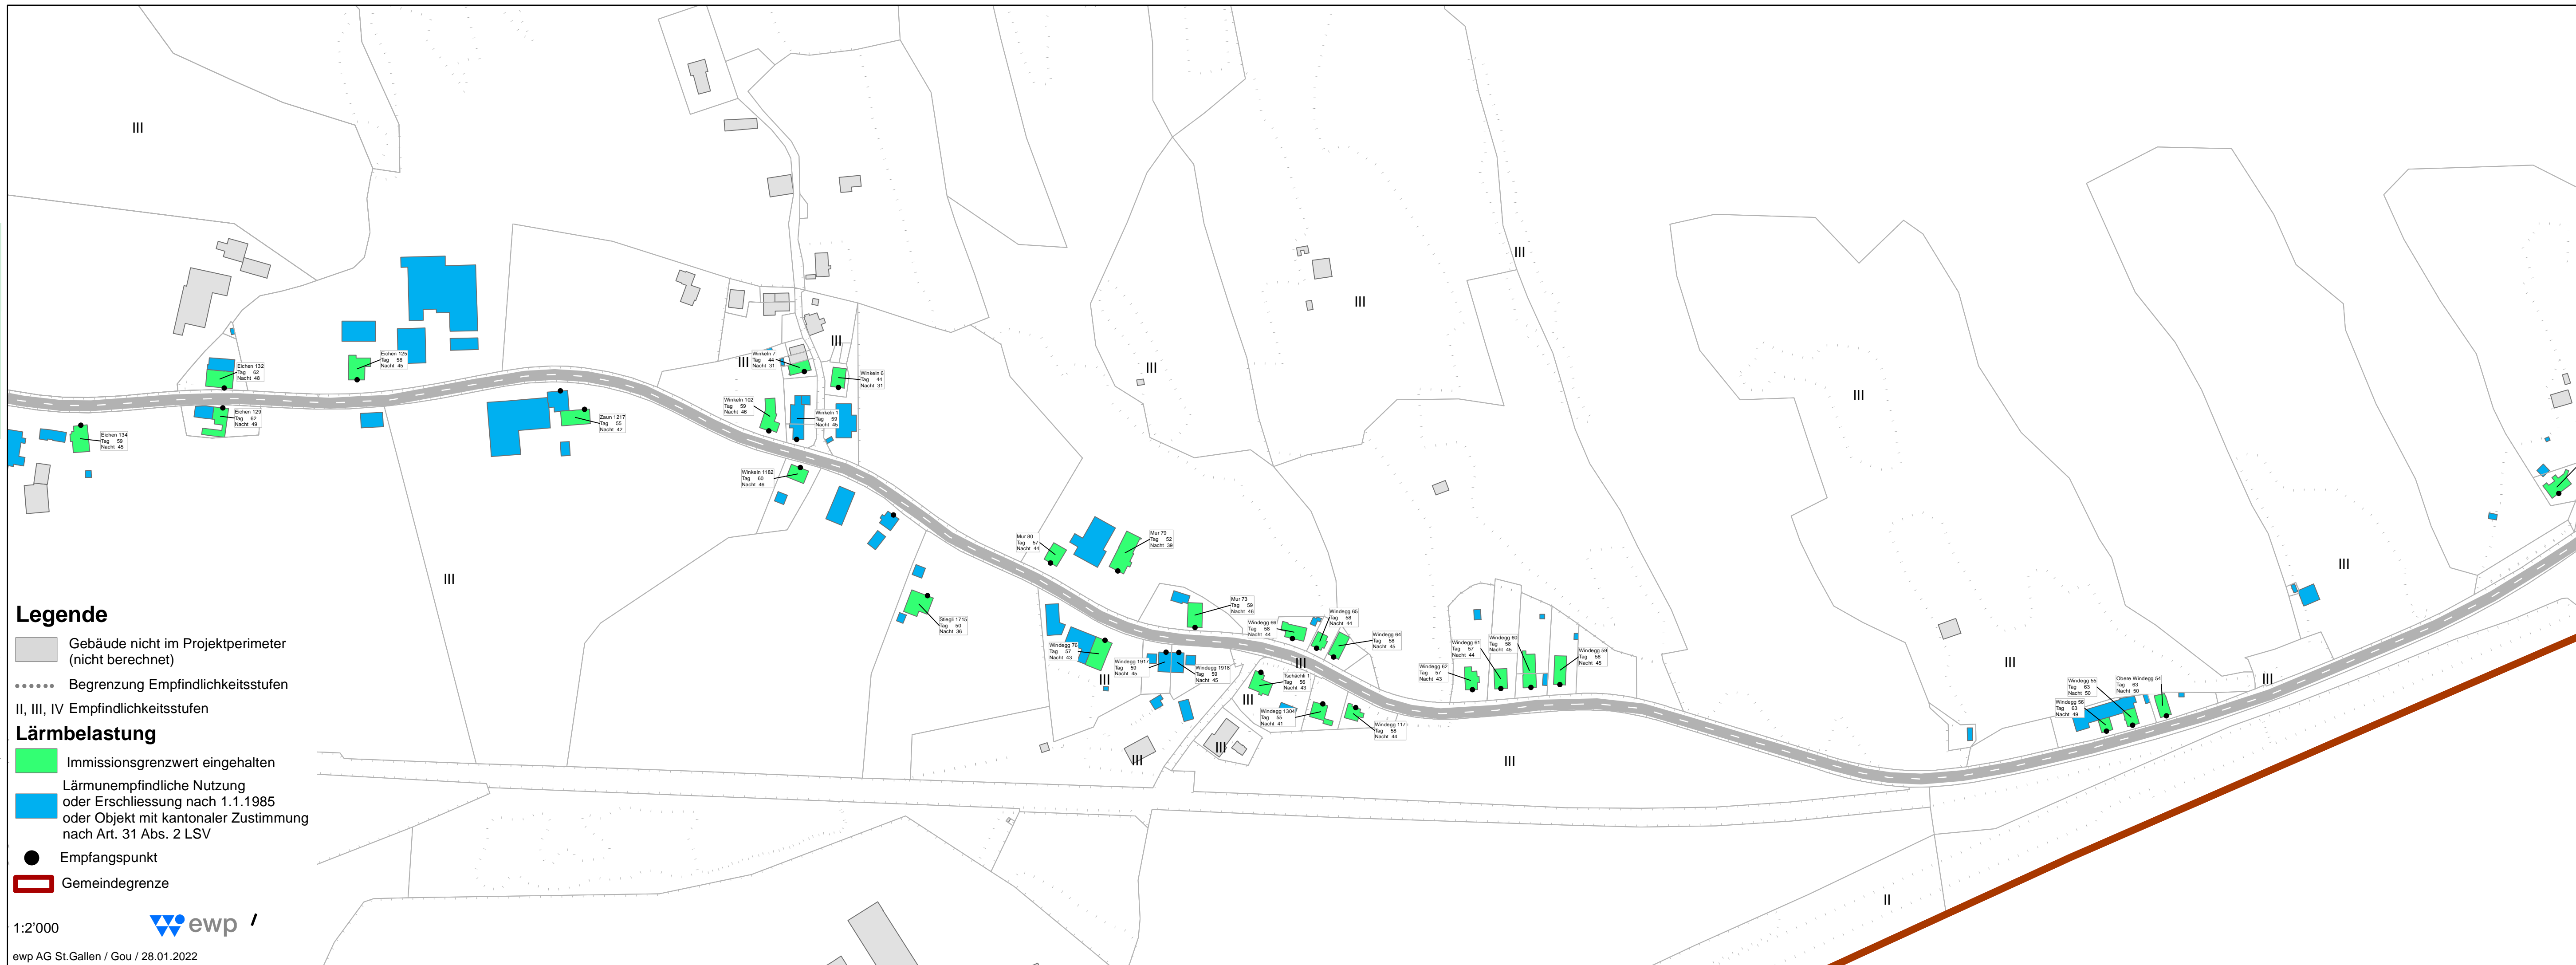 III
III
III
III
III
III
III
III
Eichen 132
Tag 62
Nacht 48
Eichen 125
Tag 58
Nacht 45
Eichen 129
Tag 62
Nacht 49
Eichen 134
Tag 59
Nacht 45
Zaun 1217
Tag 55
Nacht 42
Winkeln 7
Tag 44
Nacht 31
Winkeln 6
Tag 44
Nacht 31
Winkeln 102
Tag 59
Nacht 46
Winkeln 1
Tag 59
Nacht 45
Winkeln 1182
Tag 60
Nacht 46
Mur 80
Tag 57
Nacht 44
Mur 79
Tag 52
Nacht 39
III
III
Stiegli 1715
Tag 50
Nacht 36
Mur 73
Tag 59
Nacht 46
Windegg 76
Tag 57
Nacht 43
Windegg 1917
Tag 59
Nacht 45
Windegg 1918
Tag 59
Nacht 45
Windegg 66
Tag 58
Nacht 44
Windegg 65
Tag 58
Nacht 44
Windegg 64
Tag 58
Nacht 45
Tschächli 1
Tag 56
Nacht 43
Windegg 1304
Tag 55
Nacht 41
Windegg 117
Tag 58
Nacht 44
Windegg 62
Tag 57
Nacht 43
Windegg 61
Tag 57
Nacht 44
Windegg 60
Tag 58
Nacht 45
Windegg 59
Tag 58
Nacht 45
Windegg 56
Tag 63
Nacht 49
Windegg 55
Tag 63
Nacht 50
Obere Windegg 54
Tag 63
Nacht 50
III
III
III
III
III
III
III
III
II
Legende
Gebäude nicht im Projektperimeter
(nicht berechnet)
Begrenzung Empfindlichkeitsstufen
II, III, IV Empfindlichkeitsstufen
Lärmbelastung
Immissionsgrenzwert eingehalten
Lärmunempfindliche Nutzung
oder Erschliessung nach 1.1.1985
oder Objekt mit kantonaler Zustimmung
nach Art. 31 Abs. 2 LSV
Empfangspunkt
Gemeindegrenze
1:2'000
ewp
ewp AG St.Gallen / Gou / 28.01.2022